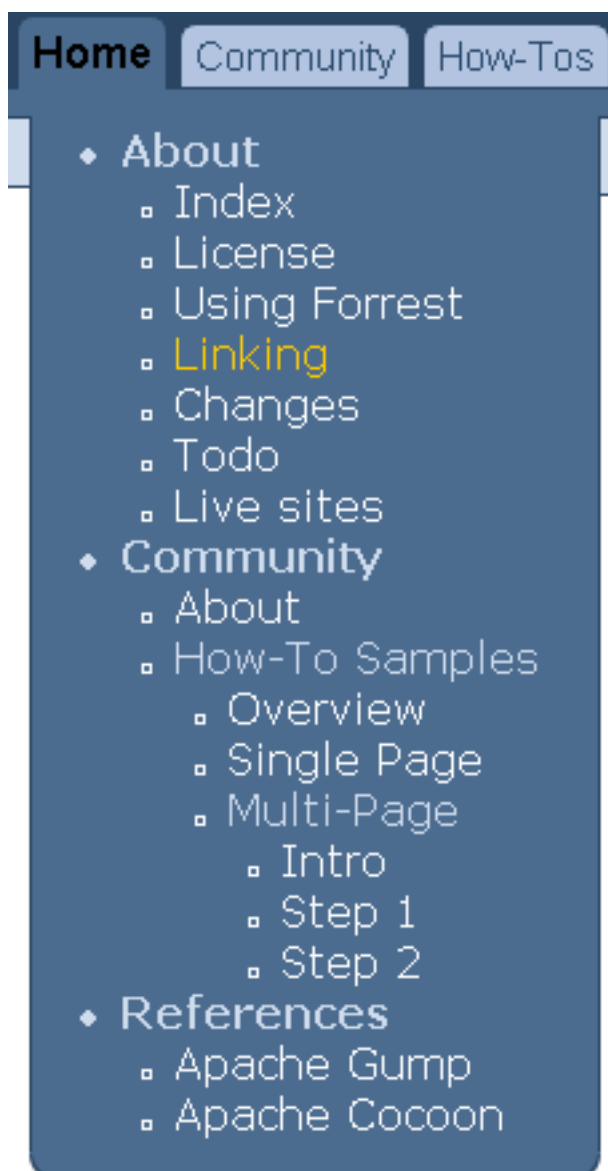 Home Community How-Tos
About
Index
License
Using Forrest
Linking
Changes
Todo
Live sites
Community
About
How-To Samples
Overview
Single Page
Multi-Page
Intro
Step 1
Step 2
References
Apache Gump
Apache Cocoon